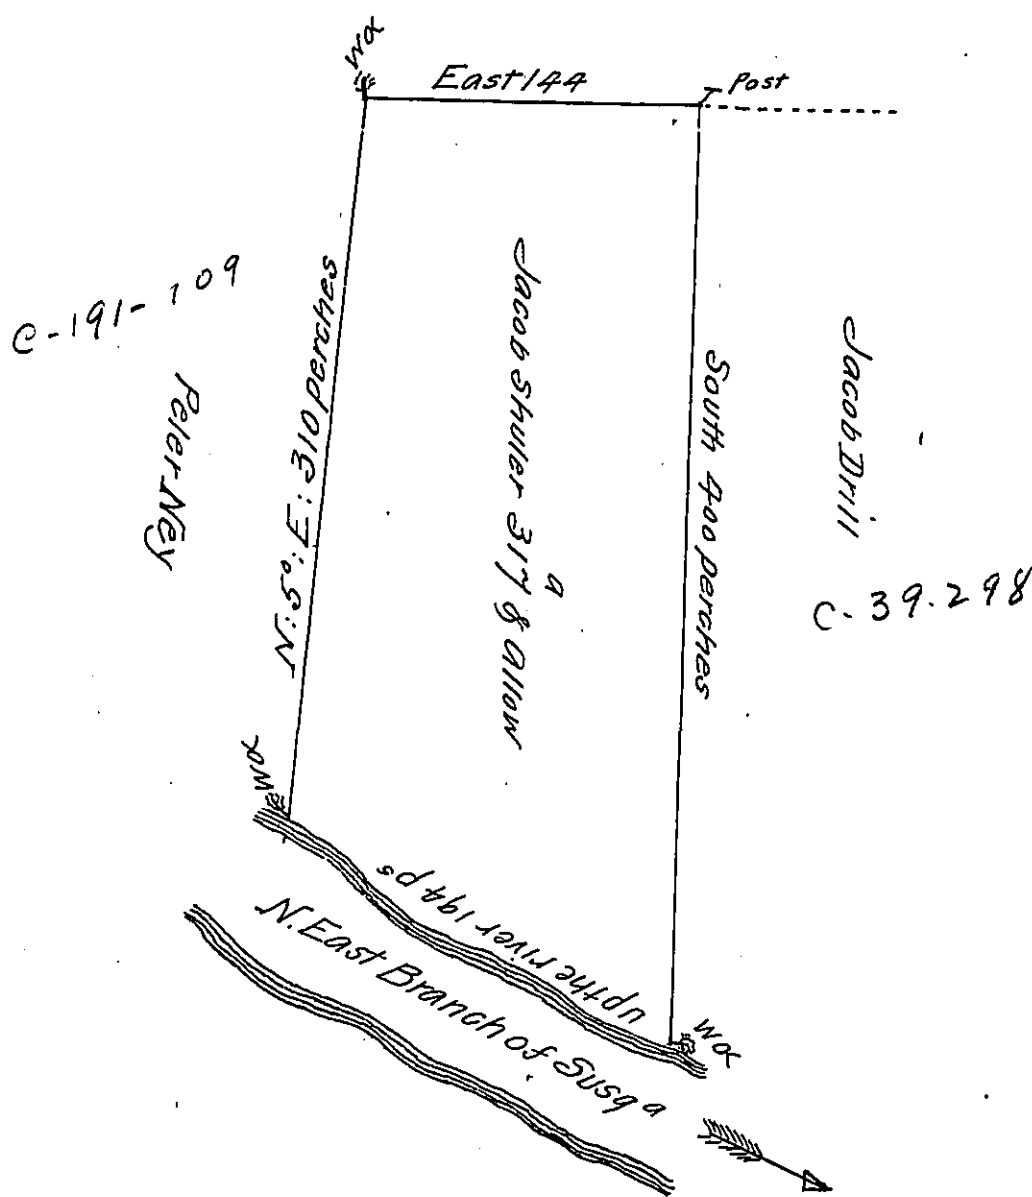 Wo
East 144
Post
C-191-109
Peter Ney
N:5°:E:310 perches
Jacob Shuler 317 & Allow
a
South 400 perches
Jacob Drill
C-39.298
Wo
up the river 194 ps
N. East Branch of Susqa
Wo